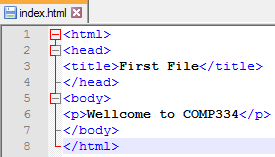 index.html
1 <html>
2 <head>
3 <title>First File</title>
4 </head>
5 <body>
6 <p>Wellcome to COMP334</p>
7 </body>
8 </html>